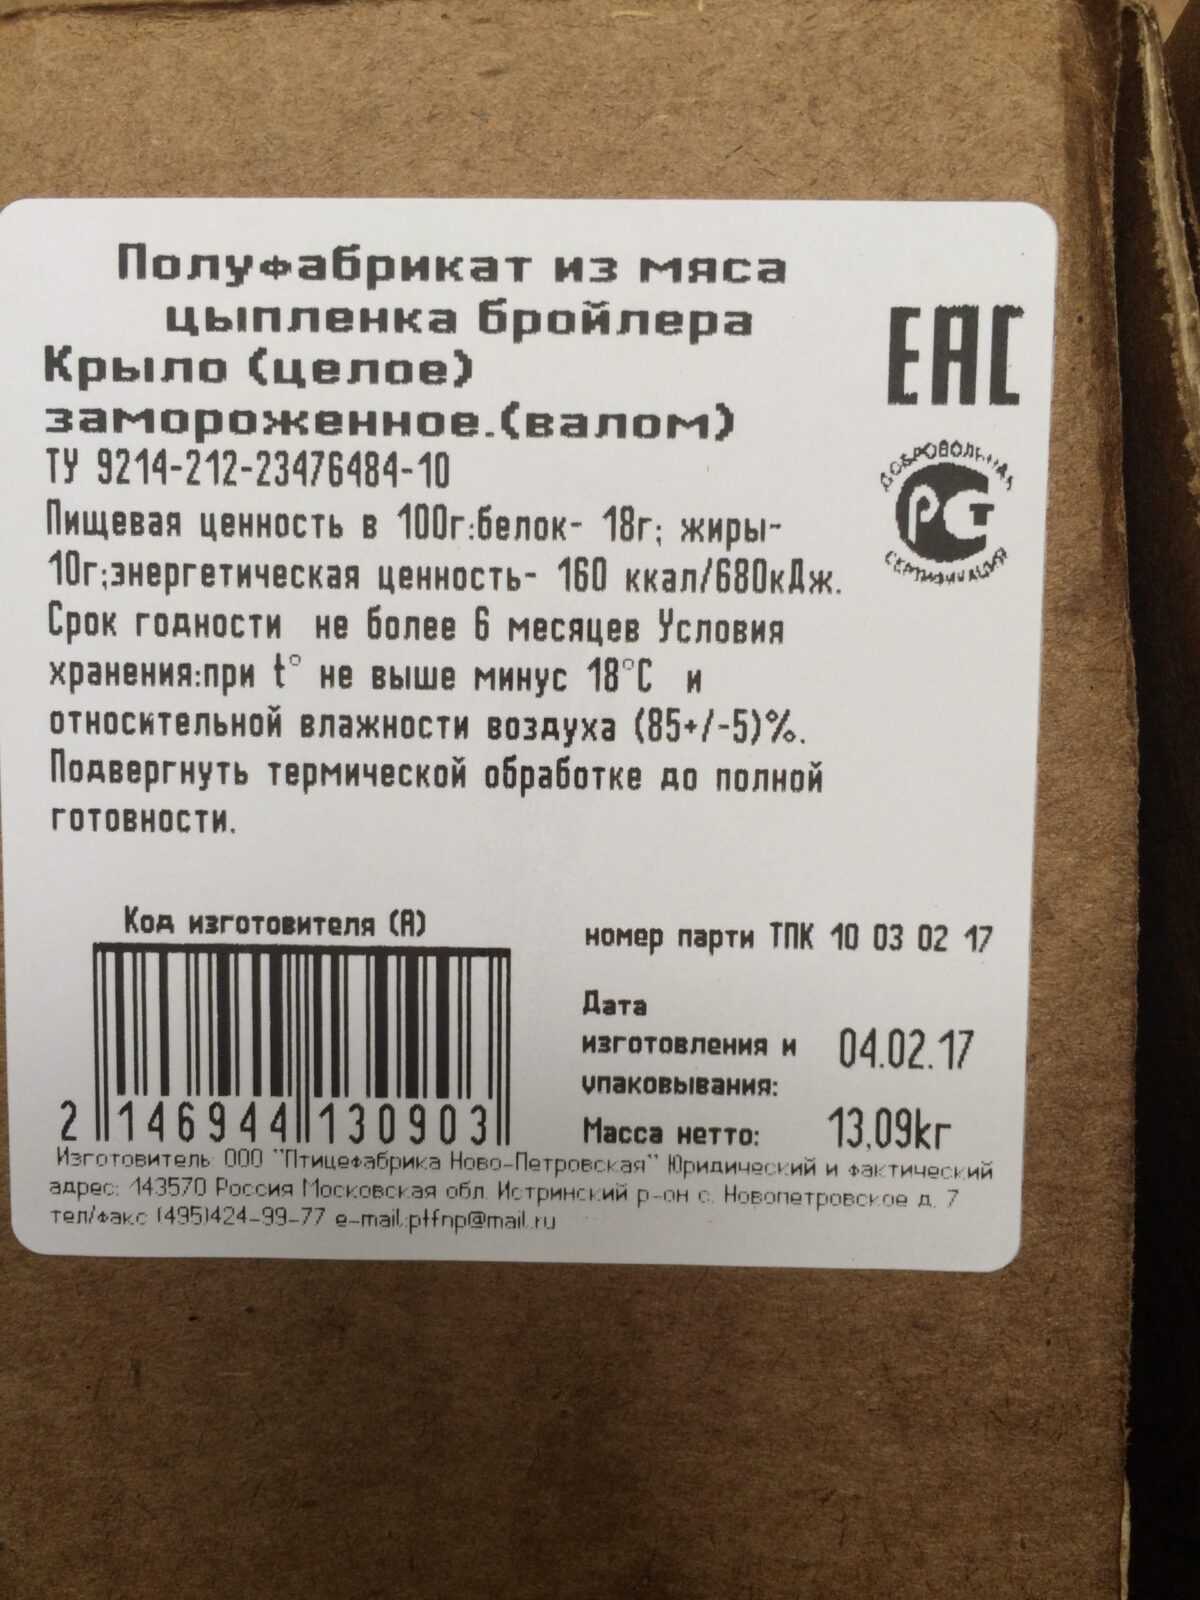 Полуфабрикат из мяса
цыпленка бройлера
Крыло (целое)
замороженное.(валом)
ТУ 9214-212-23476484-10
Пищевая ценность в 100г:белок- 18г; жиры-
10г;энергетическая ценность- 160 ккал/680кДж.
Срок годности не более 6 месяцев Условия
хранения:при t° не выше минус 18°С и
относительной влажности воздуха (85+/-5)%.
Подвергнуть термической обработке до полной
готовности.
ЕАС
ДОБРОВОЛЬНАЯ
РСТ
СЕРТИФИКАЦИЯ
Код изготовителя (А)
2 146944 130903
номер парти ТПК 10 03 02 17
Дата
изготовления и 04.02.17
упаковывания:
Масса нетто: 13,09кг
Изготовитель: ООО "Птицефабрика Ново-Петровская" Юридический и фактический
адрес: 143570 Россия Московская обл. Истринский р-он с. Новопетровское д. 7
тел/факс (495)424-99-77 e-mail:ptfnp@mail.ru